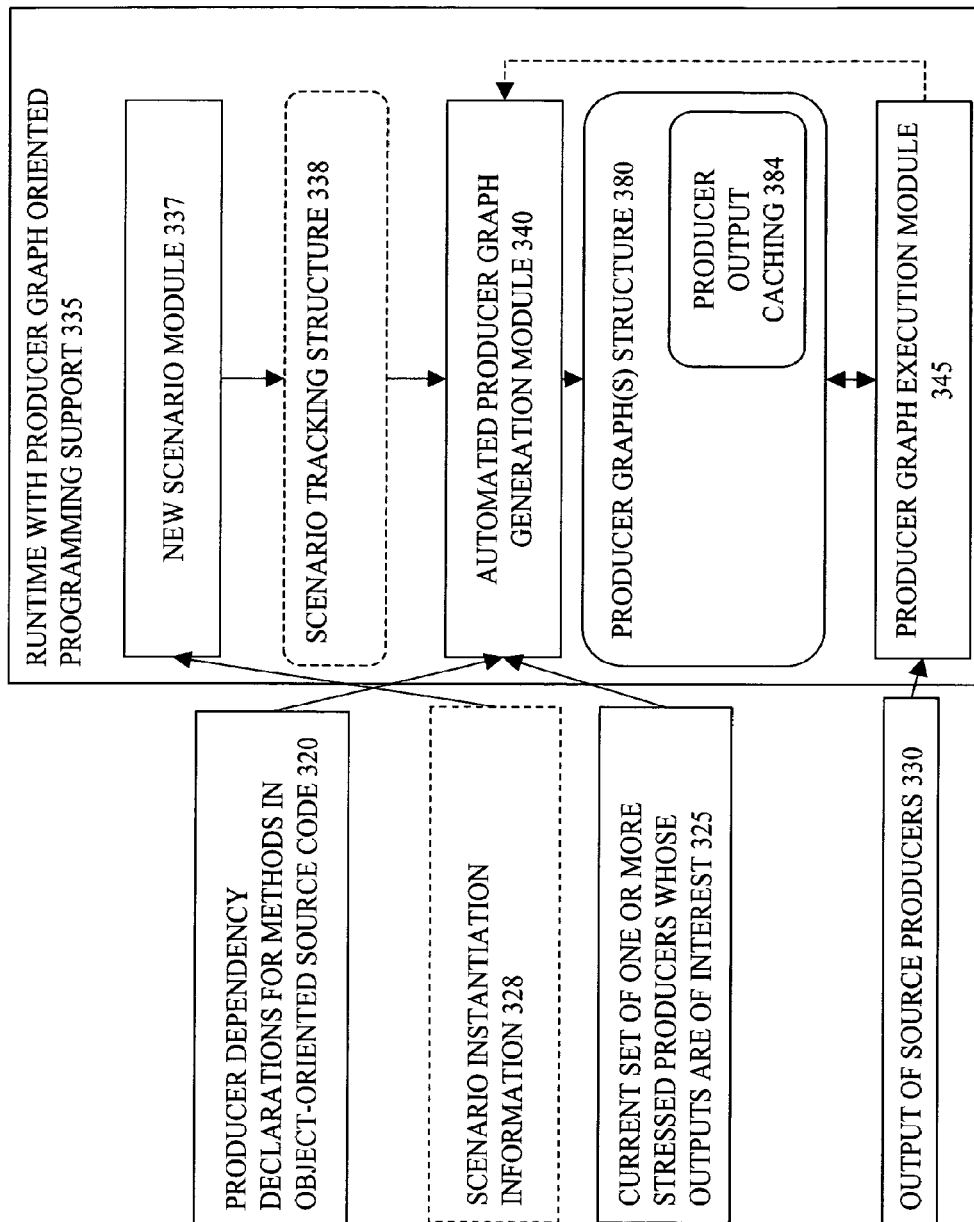 RUNTIME WITH PRODUCER GRAPH ORIENTED
PROGRAMMING SUPPORT 335
NEW SCENARIO MODULE 337
SCENARIO TRACKING STRUCTURE 338
AUTOMATED PRODUCER GRAPH
GENERATION MODULE 340
PRODUCER GRAPH(S) STRUCTURE 380
PRODUCER
OUTPUT
CACHING 384
PRODUCER GRAPH EXECUTION MODULE
345
PRODUCER DEPENDENCY
DECLARATIONS FOR METHODS IN
OBJECT-ORIENTED SOURCE CODE 320
SCENARIO INSTANTIATION
INFORMATION 328
CURRENT SET OF ONE OR MORE
STRESSED PRODUCERS WHOSE
OUTPUTS ARE OF INTEREST 325
OUTPUT OF SOURCE PRODUCERS 330